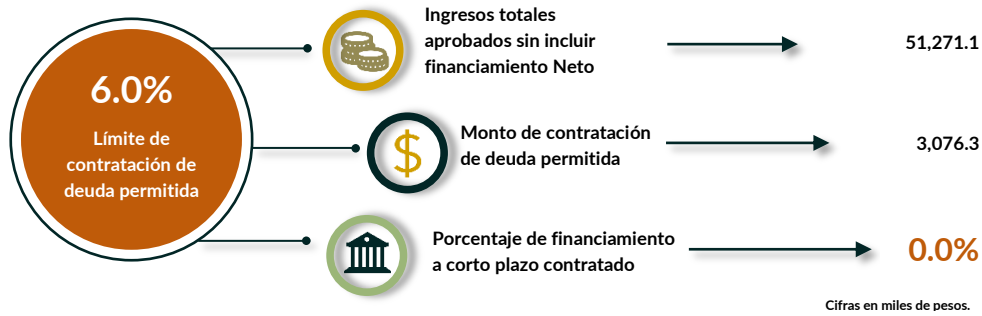 6.0%
Límite de
contratación de
deuda permitida
Ingresos totales
aprobados sin incluir
financiamiento Neto
51,271.1
$
Monto de contratación
de deuda permitida
3,076.3
Porcentaje de financiamiento
a corto plazo contratado
0.0%
Cifras en miles de pesos.